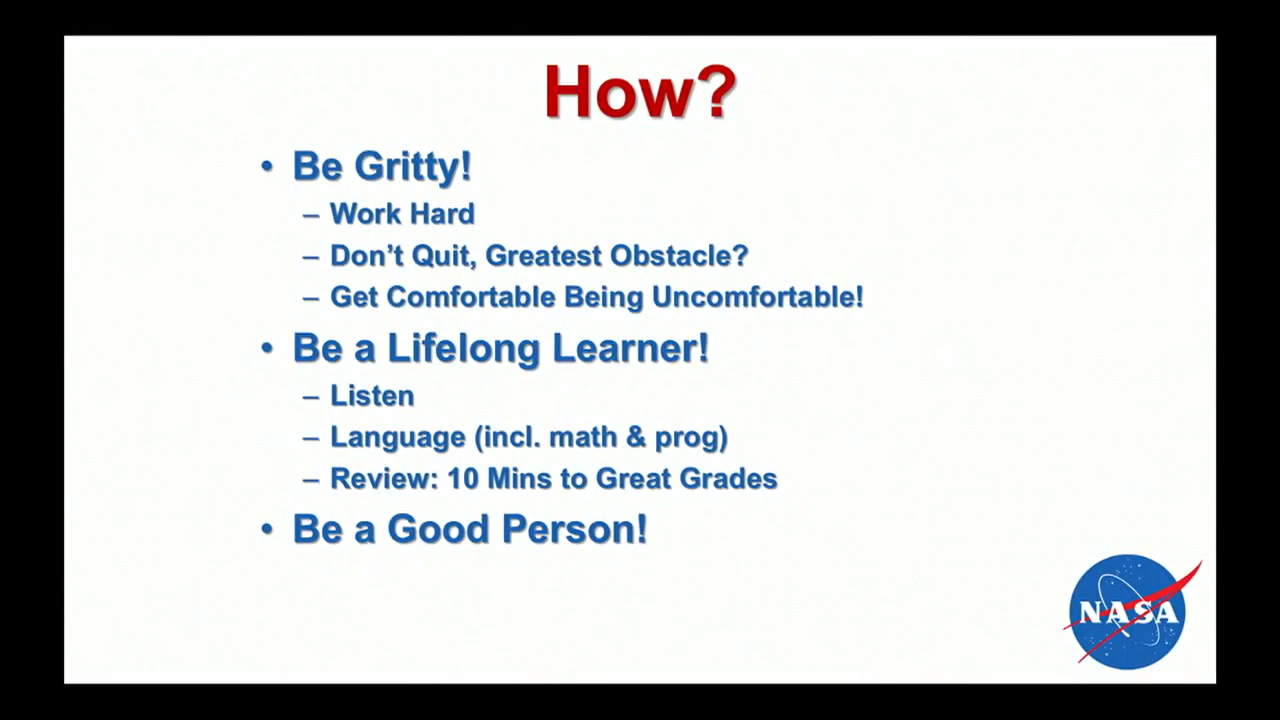 How?
• Be Gritty!
– Work Hard
– Don’t Quit, Greatest Obstacle?
– Get Comfortable Being Uncomfortable!
• Be a Lifelong Learner!
– Listen
– Language (incl. math & prog)
– Review: 10 Mins to Great Grades
• Be a Good Person!
NASA